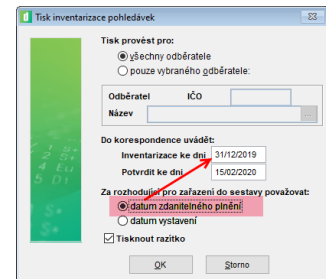 Tisk inventarizace pohledávek
Tisk provést pro:
všechny odběratele
pouze vybraného odběratele:
Odběratel IČO
Název ...
Do korespondence uvádět:
Inventarizace ke dni 31/12/2019
Potvrdit ke dni 15/02/2020
Za rozhodující pro zařazení do sestavy považovat:
datum zdanitelného plnění
datum vystavení
Tisknout razítko
OK Storno